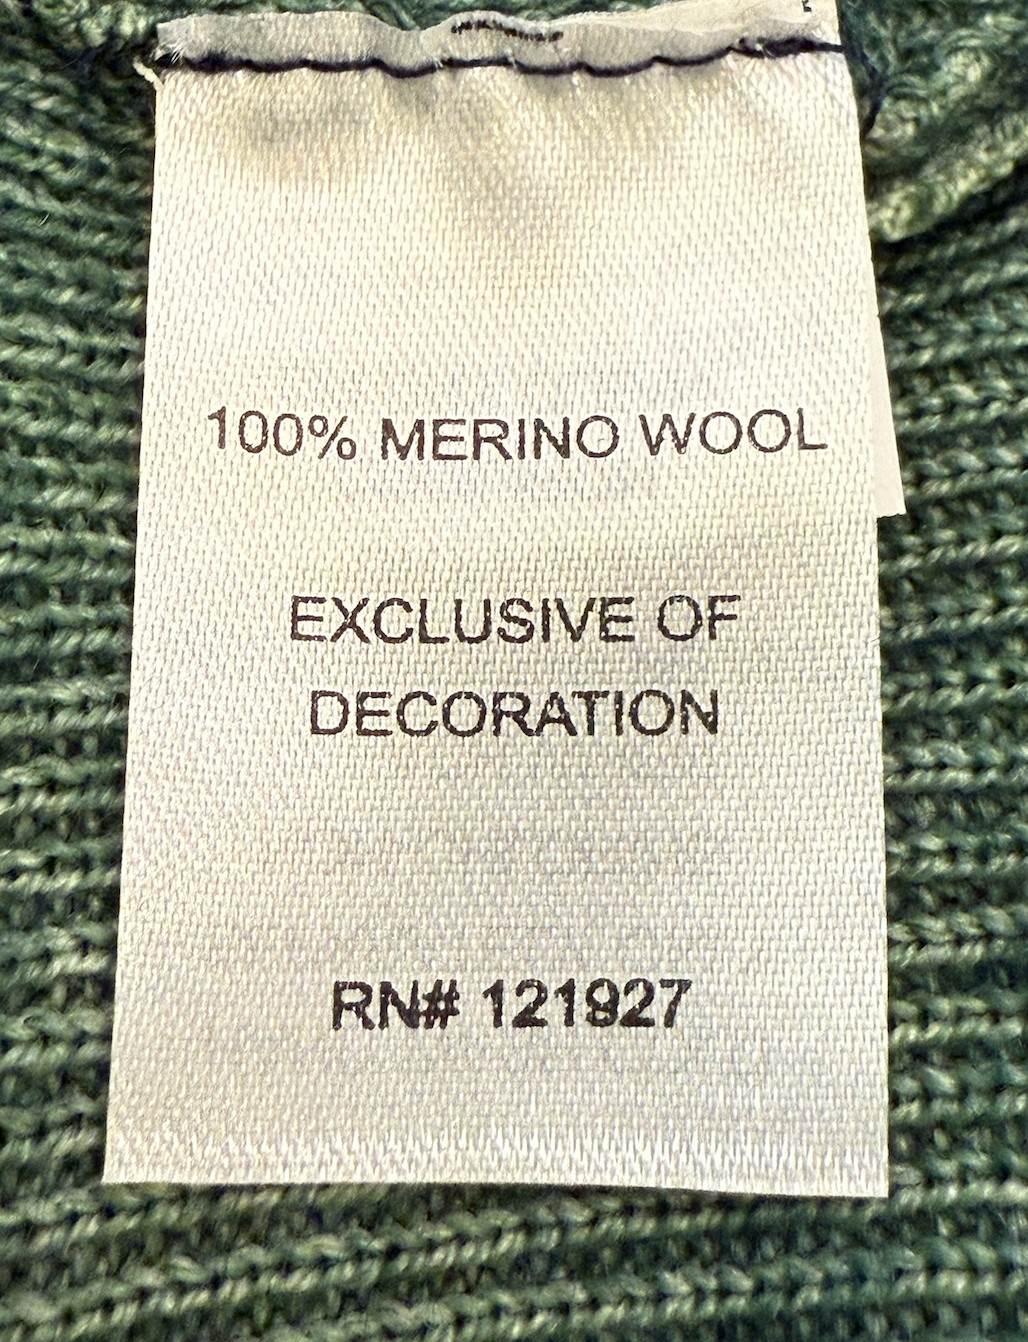 100% MERINO WOOL
EXCLUSIVE OF
DECORATION
RN# 121927